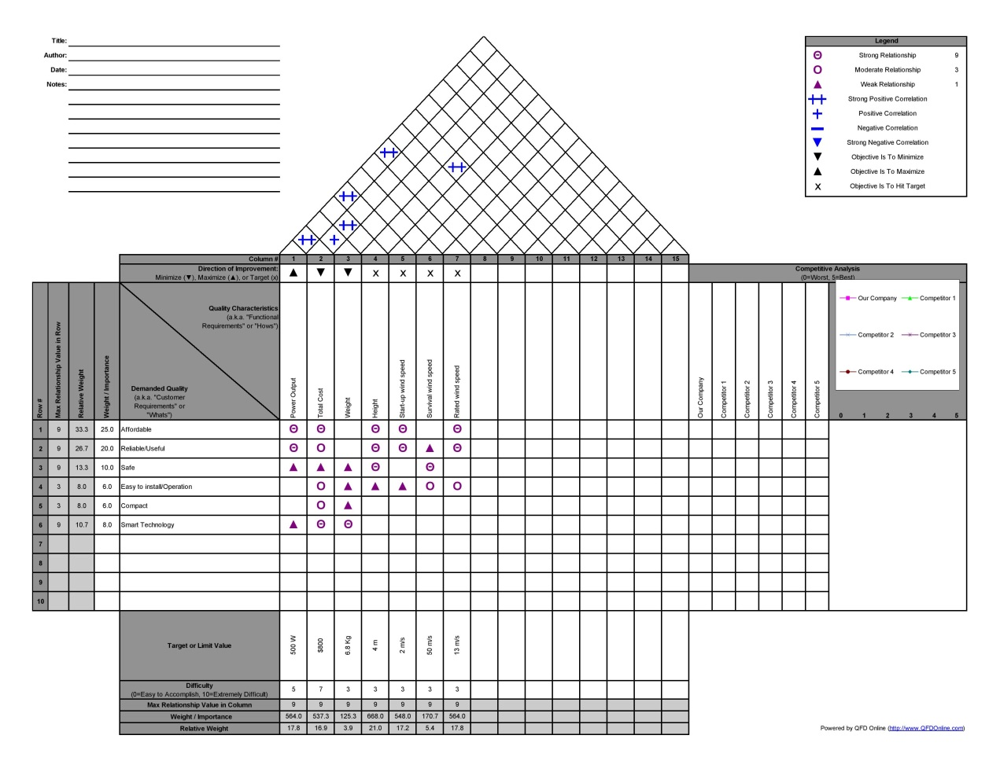 Title:
Author:
Date:
Notes:
Legend
Θ Strong Relationship 9
Ο Moderate Relationship 3
▲ Weak Relationship 1
┼┼ Strong Positive Correlation
┼ Positive Correlation
▬ Negative Correlation
▼ Strong Negative Correlation
▼ Objective Is To Minimize
▲ Objective Is To Maximize
x Objective Is To Hit Target
┼┼
┼┼
┼┼
┼┼
┼┼ ┼
Column # 1 2 3 4 5 6 7 8 9 10 11 12 13 14 15
Direction of Improvement:
Minimize (▼), Maximize (▲), or Target (x)
▲ ▼ ▼ x x x x
Competitive Analysis
(0=Worst, 5=Best)
Our Company
Competitor 1
Competitor 2
Competitor 3
Competitor 4
Competitor 5
Row #
Max Relationship Value in Row
Relative Weight
Weight / Importance
Quality Characteristics
(a.k.a. "Functional
Requirements" or "Hows")
Demanded Quality
(a.k.a. "Customer
Requirements" or
"Whats")
Power Output
Total Cost
Weight
Height
Start-up wind speed
Survival wind speed
Rated wind speed
Our Company
Competitor 1
Competitor 2
Competitor 3
Competitor 4
Competitor 5
0 1 2 3 4 5
1 9 33.3 25.0 Affordable Θ Θ Θ Θ Θ
2 9 26.7 20.0 Reliable/Useful Θ Ο Θ Θ ▲ Θ
3 9 13.3 10.0 Safe ▲ ▲ ▲ Θ Θ
4 3 8.0 6.0 Easy to install/Operation Ο ▲ ▲ ▲ Ο Ο
5 3 8.0 6.0 Compact Ο ▲
6 9 10.7 8.0 Smart Technology ▲ Θ Θ
7
8
9
10
Target or Limit Value
500 W
$800
6.8 Kg
4 m
2 m/s
50 m/s
13 m/s
Difficulty
(0=Easy to Accomplish, 10=Extremely Difficult)
5 7 3 3 3 3 3
Max Relationship Value in Column 9 9 9 9 9 9 9
Weight / Importance 564.0 537.3 125.3 668.0 548.0 170.7 564.0
Relative Weight 17.8 16.9 3.9 21.0 17.2 5.4 17.8
Powered by QFD Online (http://www.QFDOnline.com)